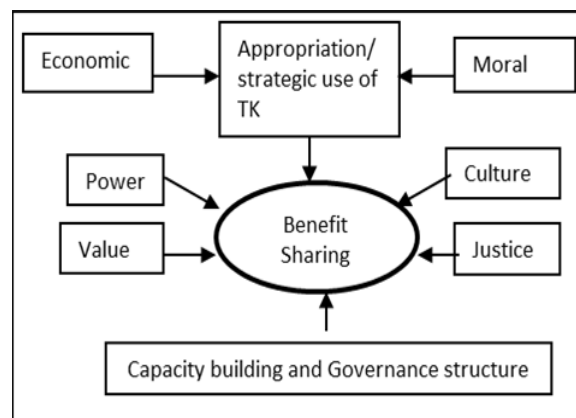 Economic
Appropriation/
strategic use of
TK
Moral
Power
Culture
Benefit
Sharing
Value
Justice
Capacity building and Governance structure